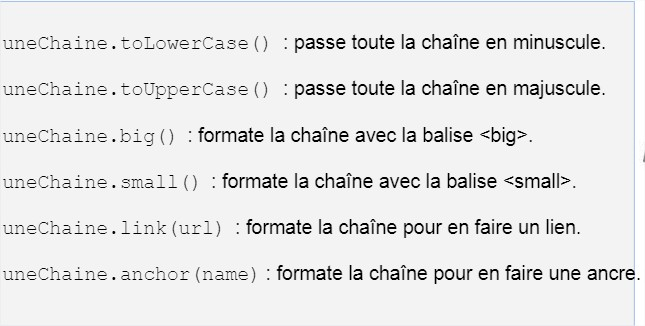 uneChaine.toLowerCase() : passe toute la chaîne en minuscule.
uneChaine.toUpperCase() : passe toute la chaîne en majuscule.
uneChaine.big() : formate la chaîne avec la balise <big>.
uneChaine.small() : formate la chaîne avec la balise <small>.
uneChaine.link(url) : formate la chaîne pour en faire un lien.
uneChaine.anchor(name) : formate la chaîne pour en faire une ancre.